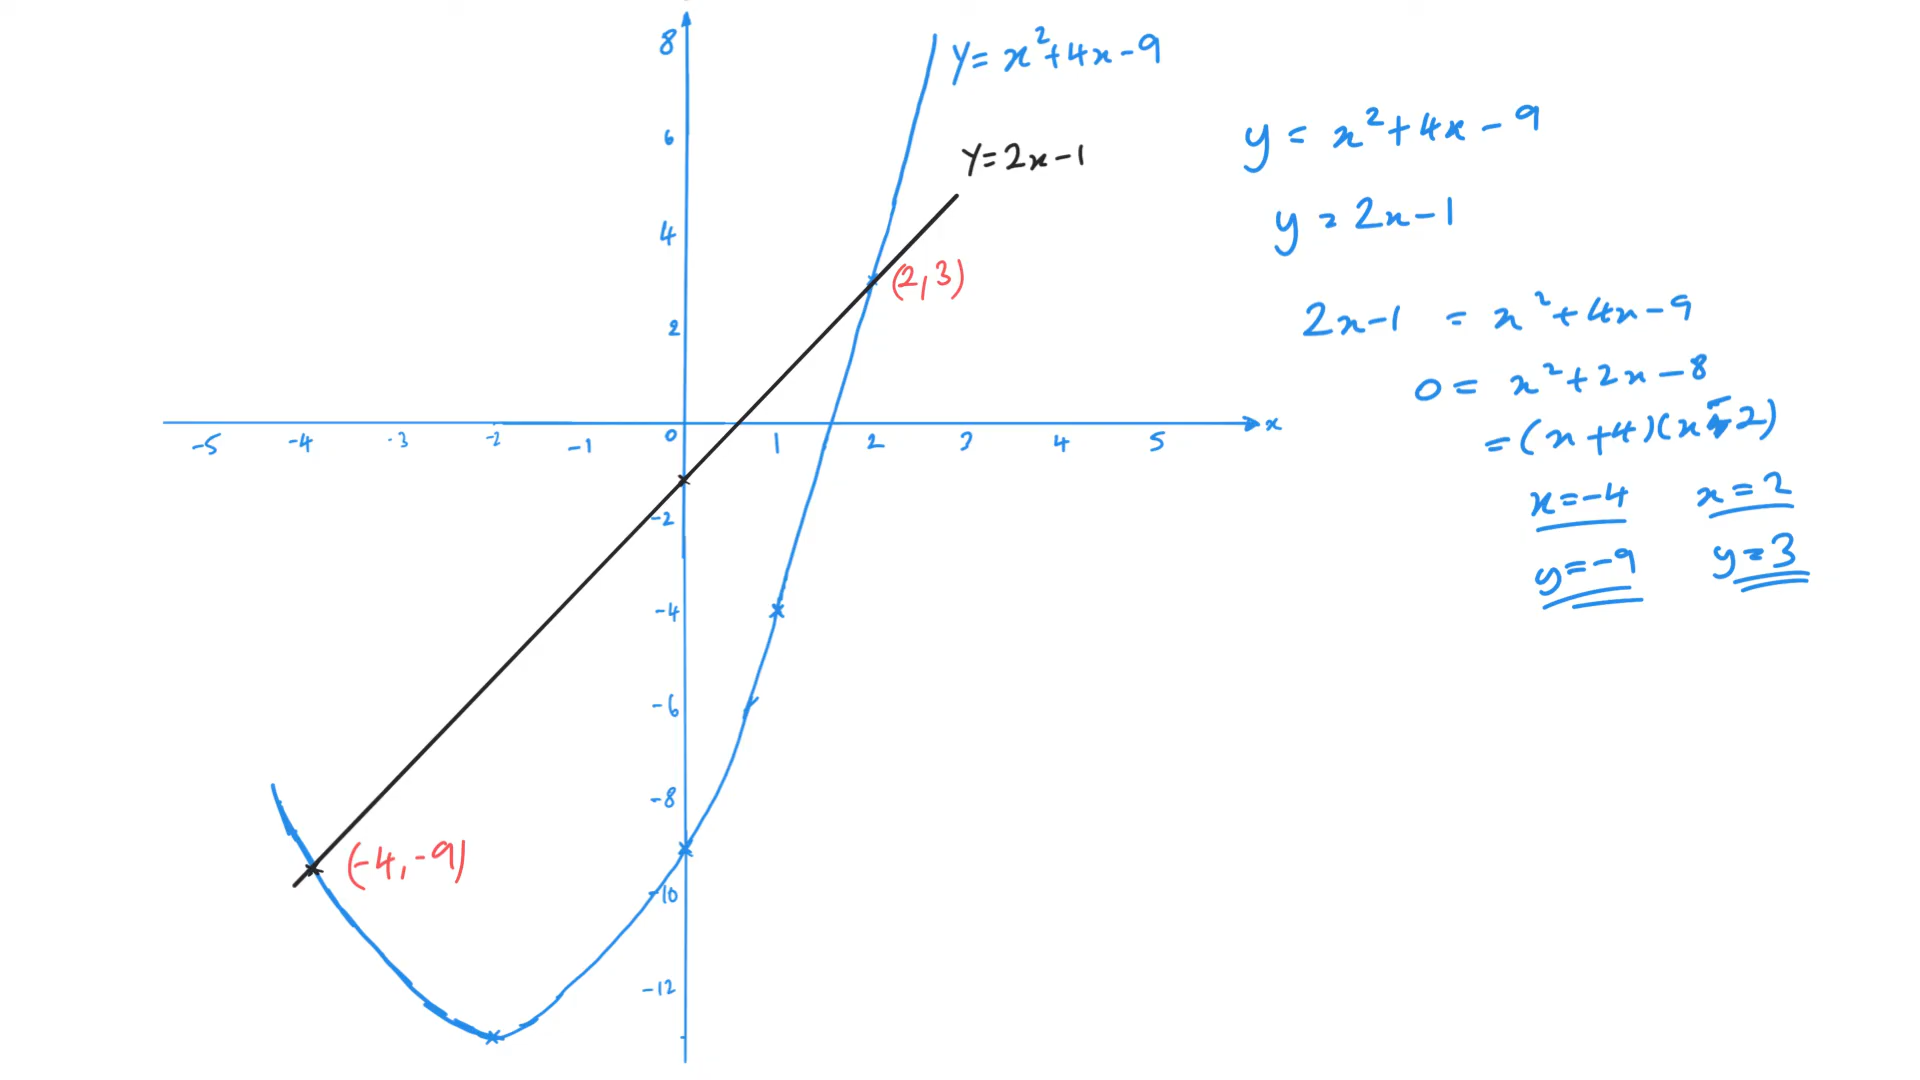 8
y = x²+4x-9
6
y=2x-1
4
(2,3)
2
-5 -4 -3 -2 -1 0 1 2 3 4 5 x
-2
-4
-6
-8
(-4,-9)
-10
-12
y = x²+4x-9
y = 2x-1
2x-1 = x²+4x-9
0 = x²+2x-8
=(x+4)(x-2)
x=-4 x=2
y=-9 y=3